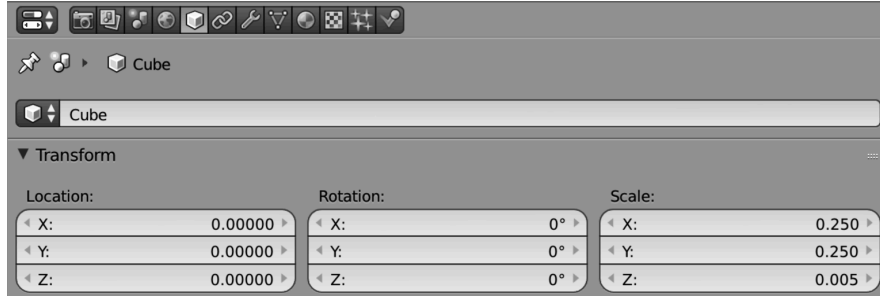 Cube
Cube
Transform
Location: Rotation: Scale:
X: 0.00000 X: 0° X: 0.250
Y: 0.00000 Y: 0° Y: 0.250
Z: 0.00000 Z: 0° Z: 0.005